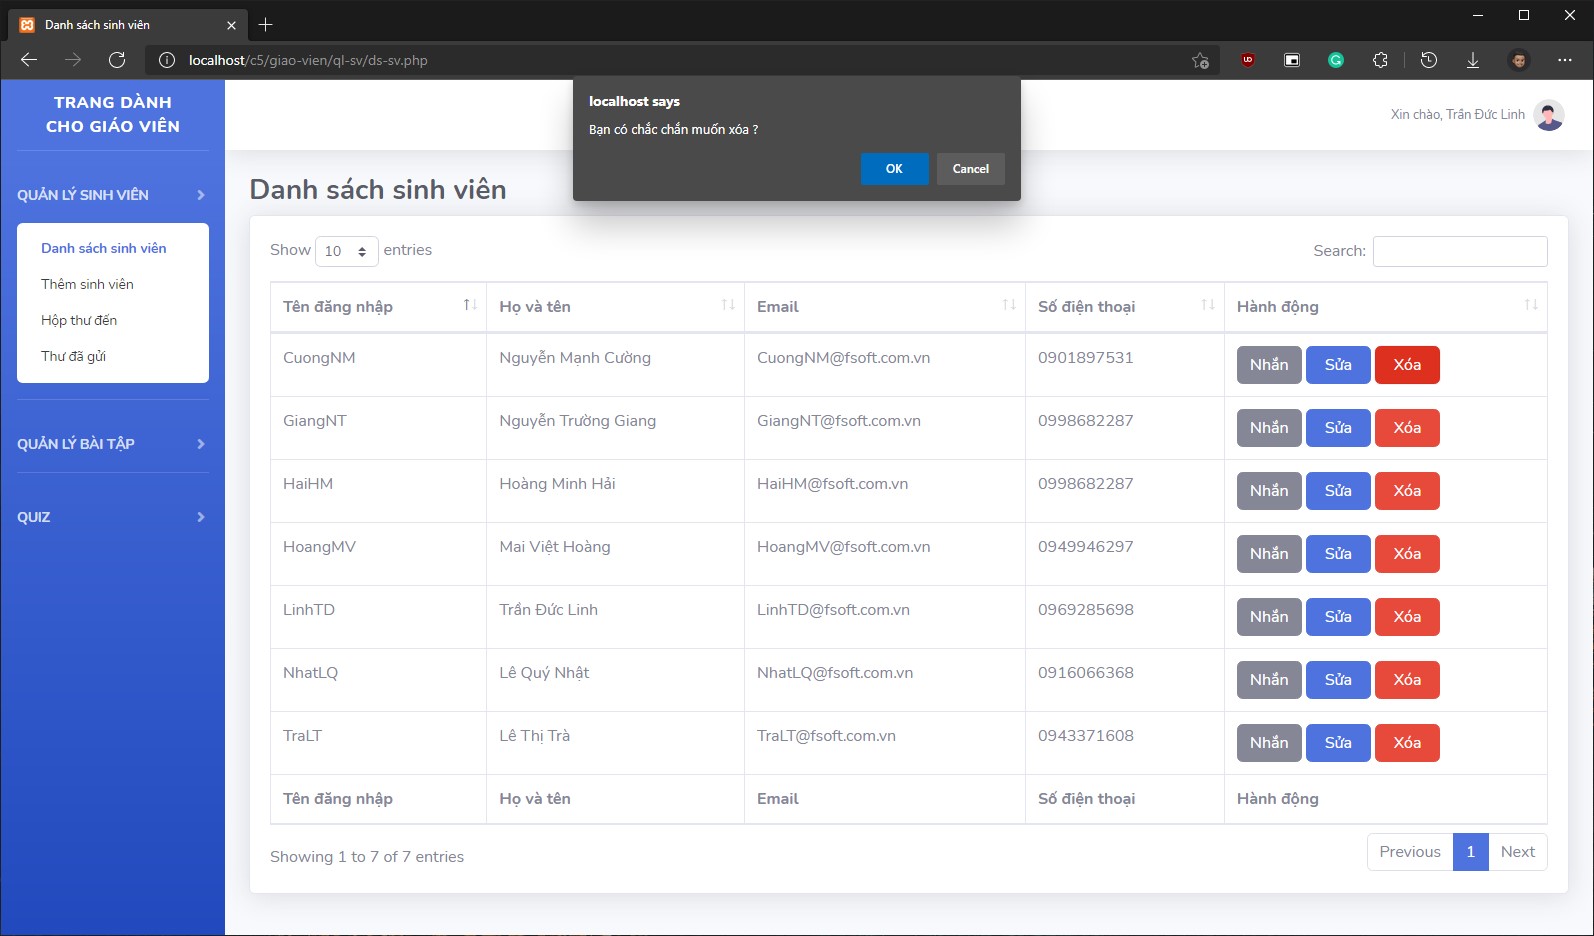 Danh sách sinh viên
localhost/c5/giao-vien/ql-sv/ds-sv.php
localhost says
Bạn có chắc chắn muốn xóa ?
OK Cancel
TRANG DÀNH
CHO GIÁO VIÊN
Xin chào, Trần Đức Linh
QUẢN LÝ SINH VIÊN
Danh sách sinh viên
Thêm sinh viên
Hộp thư đến
Thư đã gửi
QUẢN LÝ BÀI TẬP
QUIZ
Danh sách sinh viên
Show 10 entries Search:
Tên đăng nhập Họ và tên Email Số điện thoại Hành động
CuongNM Nguyễn Mạnh Cường CuongNM@fsoft.com.vn 0901897531 Nhắn Sửa Xóa
GiangNT Nguyễn Trường Giang GiangNT@fsoft.com.vn 0998682287 Nhắn Sửa Xóa
HaiHM Hoàng Minh Hải HaiHM@fsoft.com.vn 0998682287 Nhắn Sửa Xóa
HoangMV Mai Việt Hoàng HoangMV@fsoft.com.vn 0949946297 Nhắn Sửa Xóa
LinhTD Trần Đức Linh LinhTD@fsoft.com.vn 0969285698 Nhắn Sửa Xóa
NhatLQ Lê Quý Nhật NhatLQ@fsoft.com.vn 0916066368 Nhắn Sửa Xóa
TraLT Lê Thị Trà TraLT@fsoft.com.vn 0943371608 Nhắn Sửa Xóa
Tên đăng nhập Họ và tên Email Số điện thoại Hành động
Showing 1 to 7 of 7 entries Previous 1 Next